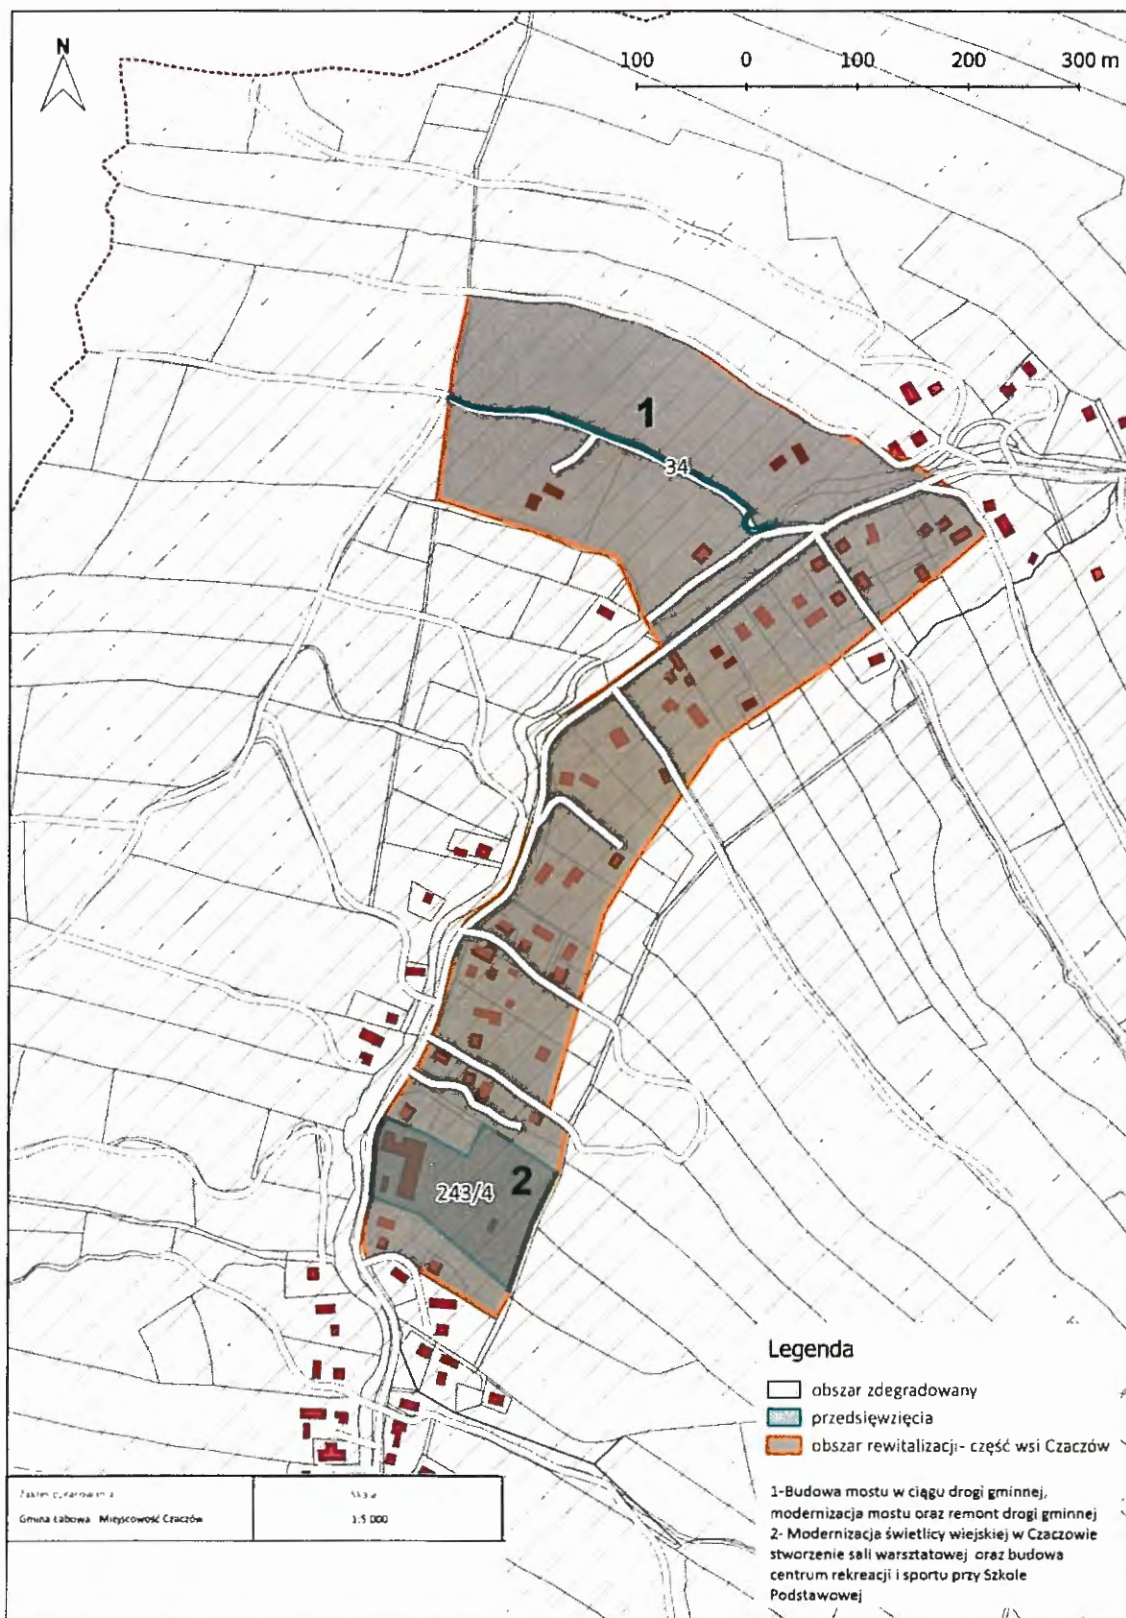 N
100 0 100 200 300 m
1
34
2
243/4
Legenda
obszar zdegradowany
przedsięwzięcia
obszar rewitalizacji- część wsi Czaczów
1-Budowa mostu w ciągu drogi gminnej,
modernizacja mostu oraz remont drogi gminnej
2- Modernizacja świetlicy wiejskiej w Czaczowie
stworzenie sali warsztatowej oraz budowa
centrum rekreacji i sportu przy Szkole
Podstawowej
Skala
Gmina Łabowa Miejscowość Czaczów
1:5 000